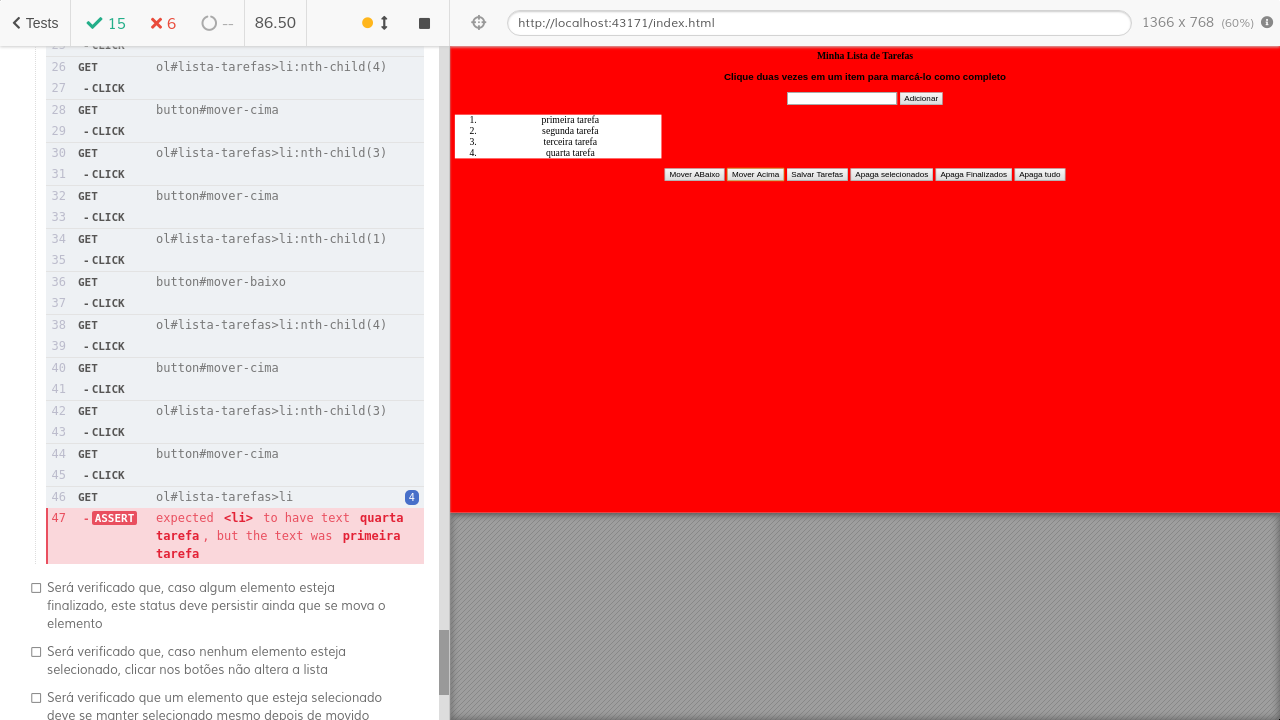 Tests
15
6
--
86.50
http://localhost:43171/index.html
1366 x 768 (60%)
25 - CLICK
26 GET ol#lista-tarefas>li:nth-child(4)
27 - CLICK
28 GET button#mover-cima
29 - CLICK
30 GET ol#lista-tarefas>li:nth-child(3)
31 - CLICK
32 GET button#mover-cima
33 - CLICK
34 GET ol#lista-tarefas>li:nth-child(1)
35 - CLICK
36 GET button#mover-baixo
37 - CLICK
38 GET ol#lista-tarefas>li:nth-child(4)
39 - CLICK
40 GET button#mover-cima
41 - CLICK
42 GET ol#lista-tarefas>li:nth-child(3)
43 - CLICK
44 GET button#mover-cima
45 - CLICK
46 GET ol#lista-tarefas>li 4
47 - ASSERT expected <li> to have text quarta
tarefa, but the text was primeira
tarefa
Será verificado que, caso algum elemento esteja
finalizado, este status deve persistir ainda que se mova o
elemento
Será verificado que, caso nenhum elemento esteja
selecionado, clicar nos botões não altera a lista
Será verificado que um elemento que esteja selecionado
deve se manter selecionado mesmo depois de movido
Minha Lista de Tarefas
Clique duas vezes em um item para marcá-lo como completo
Adicionar
1. primeira tarefa
2. segunda tarefa
3. terceira tarefa
4. quarta tarefa
Mover ABaixo Mover Acima Salvar Tarefas Apaga selecionados Apaga Finalizados Apaga tudo